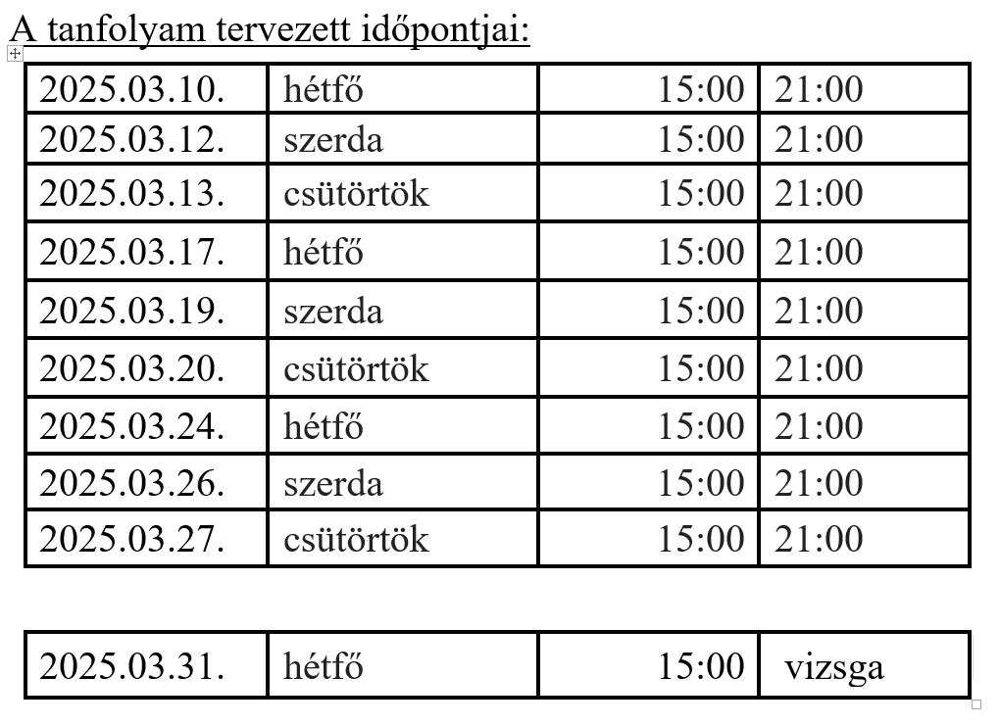 A tanfolyam tervezett időpontjai:
2025.03.10. hétfő 15:00 21:00
2025.03.12. szerda 15:00 21:00
2025.03.13. csütörtök 15:00 21:00
2025.03.17. hétfő 15:00 21:00
2025.03.19. szerda 15:00 21:00
2025.03.20. csütörtök 15:00 21:00
2025.03.24. hétfő 15:00 21:00
2025.03.26. szerda 15:00 21:00
2025.03.27. csütörtök 15:00 21:00
2025.03.31. hétfő 15:00 vizsga